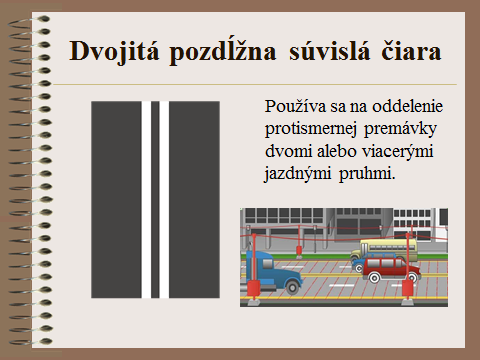 Dvojitá pozdĺžna súvislá čiara
Používa sa na oddelenie
protismernej premávky
dvomi alebo viacerými
jazdnými pruhmi.